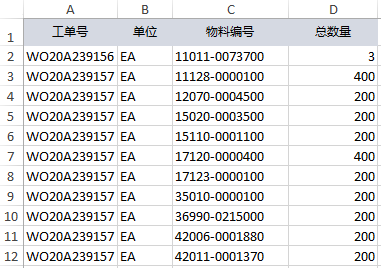 A B C D
1 工单号 单位 物料编号 总数量
2 WO20A239156 EA 11011-0073700 3
3 WO20A239157 EA 11128-0000100 400
4 WO20A239157 EA 12070-0004500 200
5 WO20A239157 EA 15020-0003500 200
6 WO20A239157 EA 15110-0001100 200
7 WO20A239157 EA 17120-0000400 400
8 WO20A239157 EA 17123-0000100 200
9 WO20A239157 EA 35010-0000100 200
10 WO20A239157 EA 36990-0215000 200
11 WO20A239157 EA 42006-0001880 200
12 WO20A239157 EA 42011-0001370 200